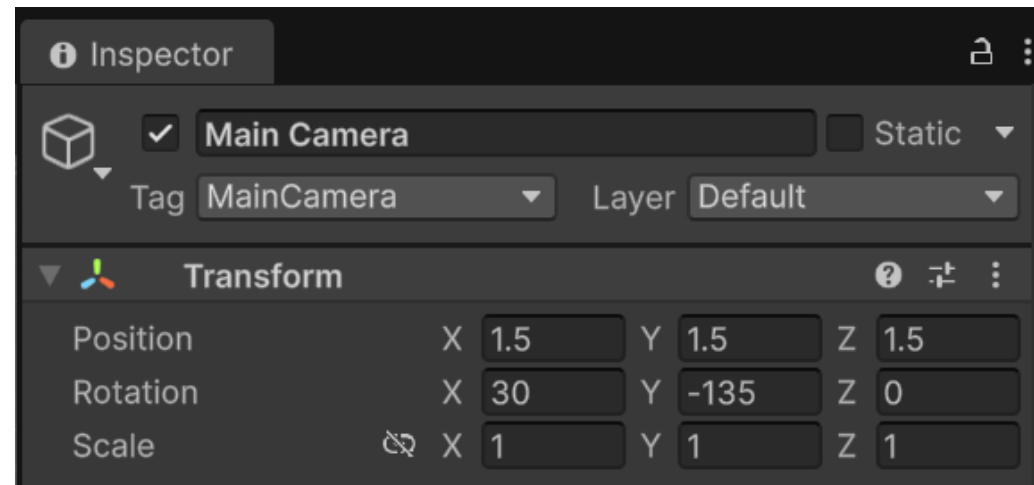 Inspector
Main Camera Static
Tag MainCamera Layer Default
Transform
Position X 1.5 Y 1.5 Z 1.5
Rotation X 30 Y -135 Z 0
Scale X 1 Y 1 Z 1